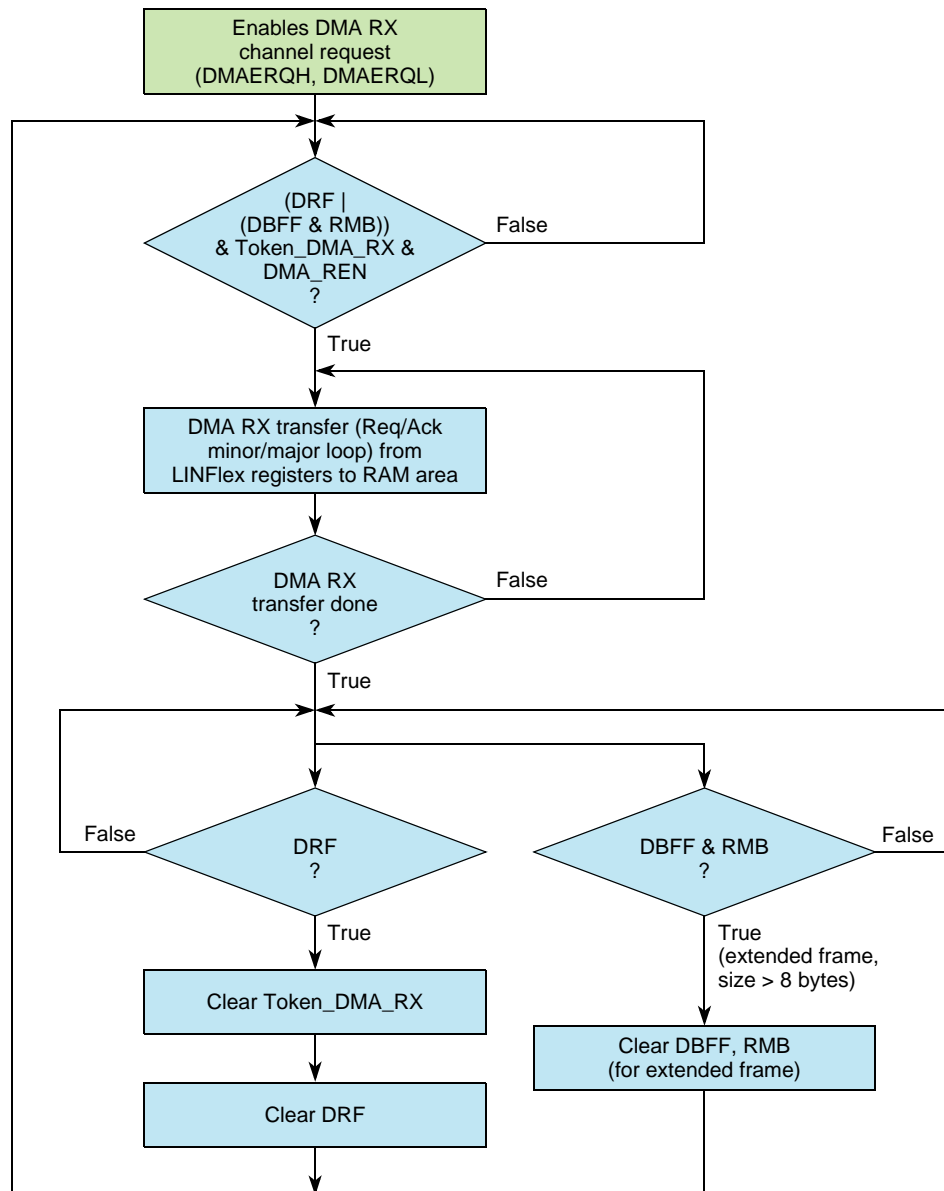 Enables DMA RX
channel request
(DMAERQH, DMAERQL)
(DRF |
(DBFF & RMB))
& Token_DMA_RX &
DMA_REN
?
False
True
DMA RX transfer (Req/Ack
minor/major loop) from
LINFlex registers to RAM area
DMA RX
transfer done
?
False
True
False
DRF
?
DBFF & RMB
?
False
True
True
(extended frame,
size > 8 bytes)
Clear Token_DMA_RX
Clear DBFF, RMB
(for extended frame)
Clear DRF